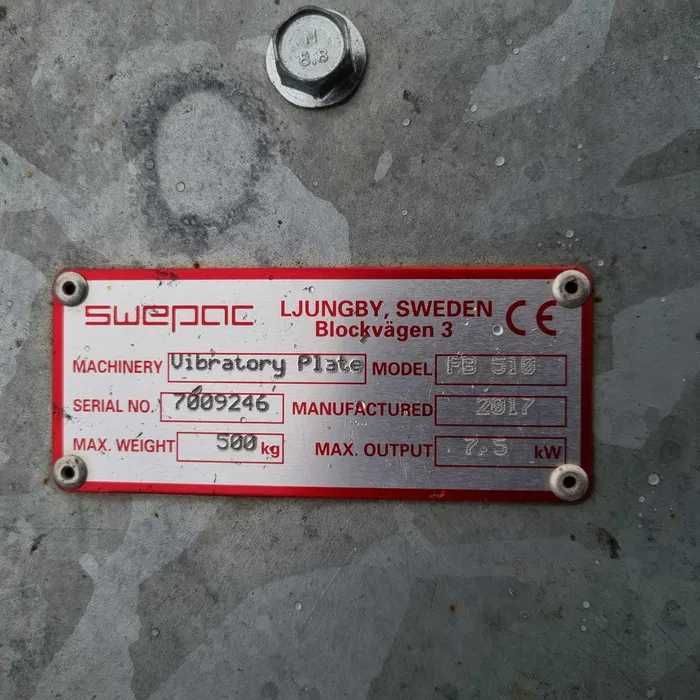 M
8.8
swepac LJUNGBY, SWEDEN CE
Blockvägen 3
MACHINERY Vibratory Plate MODEL FB 510
SERIAL NO. 7009246 MANUFACTURED 2017
MAX. WEIGHT 500 kg MAX. OUTPUT 7.5 kW